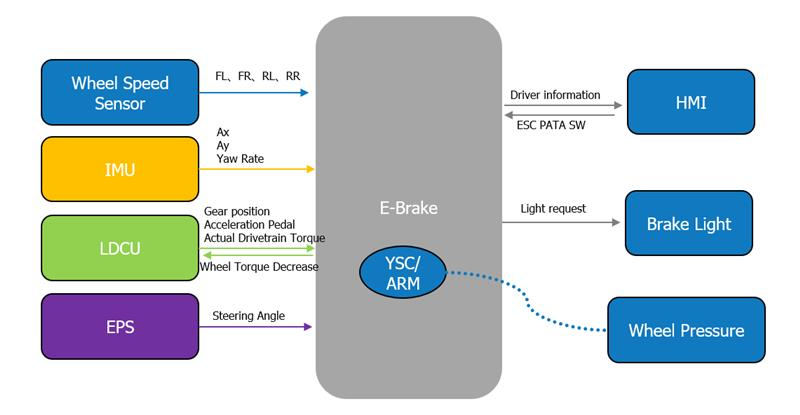 Wheel Speed
Sensor
FL、FR、RL、RR
IMU
Ax
Ay
Yaw Rate
LDCU
Gear position
Acceleration Pedal
Actual Drivetrain Torque
Wheel Torque Decrease
EPS
Steering Angle
E-Brake
YSC/
ARM
Driver information
ESC PATA SW
HMI
Light request
Brake Light
Wheel Pressure